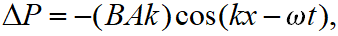 ΔP = −(BAk)cos(kx − ωt),